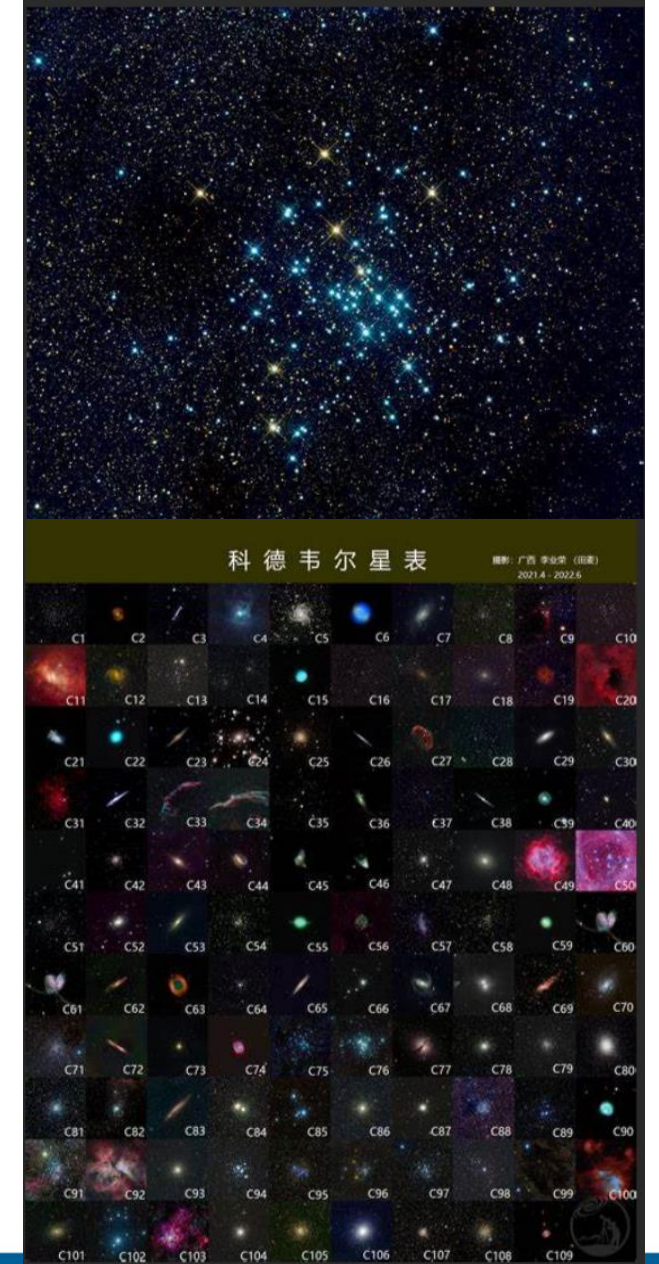 科德韦尔星表
摄影：广西 李业荣 （田麦）
2021.4 - 2022.6
C1 C2 C3 C4 C5 C6 C7 C8 C9 C10
C11 C12 C13 C14 C15 C16 C17 C18 C19 C20
C21 C22 C23 C24 C25 C26 C27 C28 C29 C30
C31 C32 C33 C34 C35 C36 C37 C38 C39 C40
C41 C42 C43 C44 C45 C46 C47 C48 C49 C50
C51 C52 C53 C54 C55 C56 C57 C58 C59 C60
C61 C62 C63 C64 C65 C66 C67 C68 C69 C70
C71 C72 C73 C74 C75 C76 C77 C78 C79 C80
C81 C82 C83 C84 C85 C86 C87 C88 C89 C90
C91 C92 C93 C94 C95 C96 C97 C98 C99 C100
C101 C102 C103 C104 C105 C106 C107 C108 C109